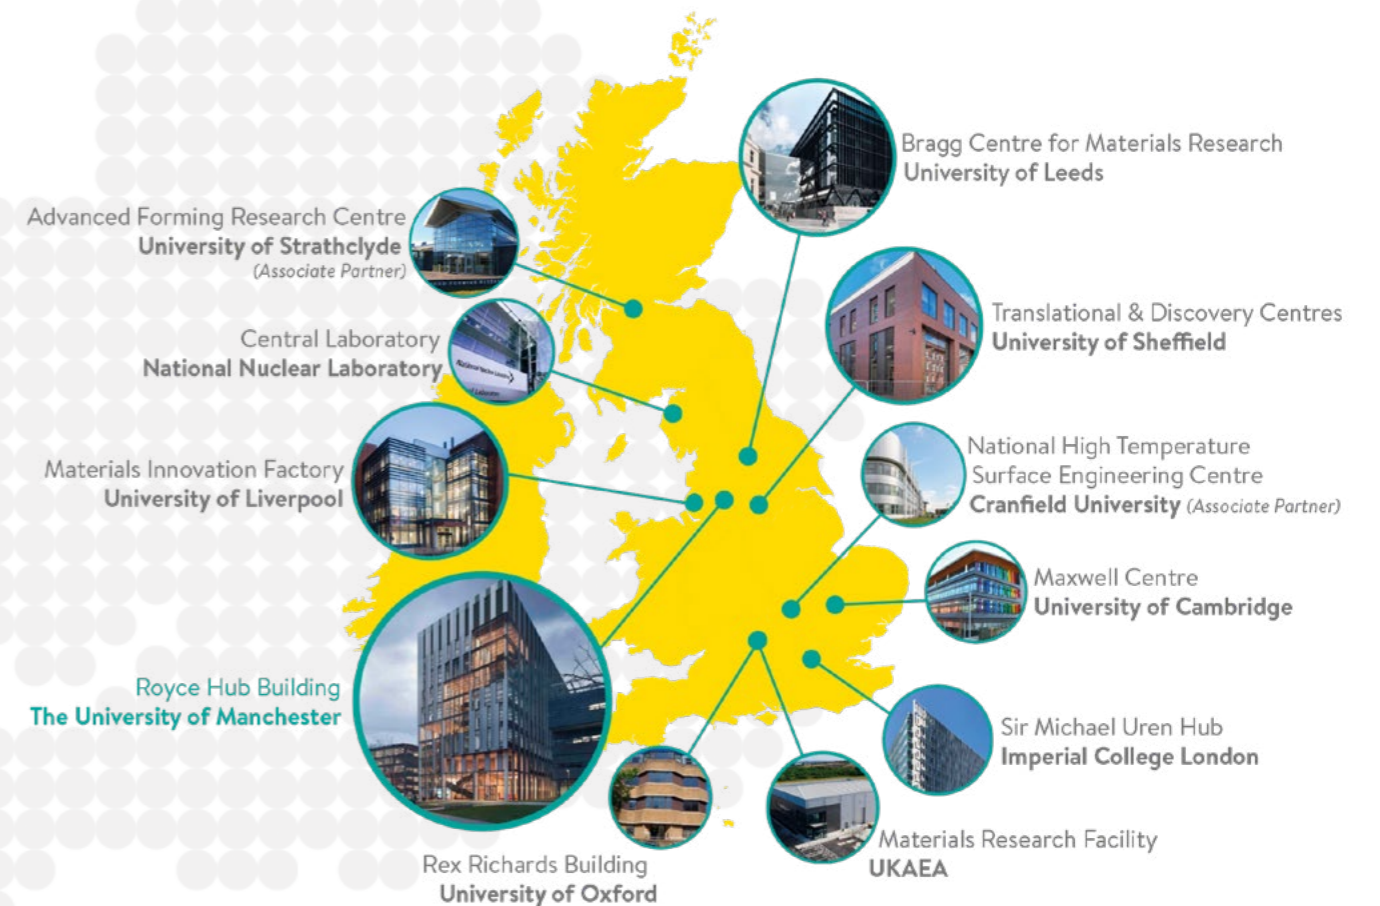 Bragg Centre for Materials Research
University of Leeds
Advanced Forming Research Centre
University of Strathclyde
(Associate Partner)
Translational & Discovery Centres
University of Sheffield
Central Laboratory
National Nuclear Laboratory
National Nuclear Laboratory
National High Temperature
Surface Engineering Centre
Cranfield University (Associate Partner)
Materials Innovation Factory
University of Liverpool
Maxwell Centre
University of Cambridge
Royce Hub Building
The University of Manchester
Sir Michael Uren Hub
Imperial College London
Materials Research Facility
UKAEA
Rex Richards Building
University of Oxford